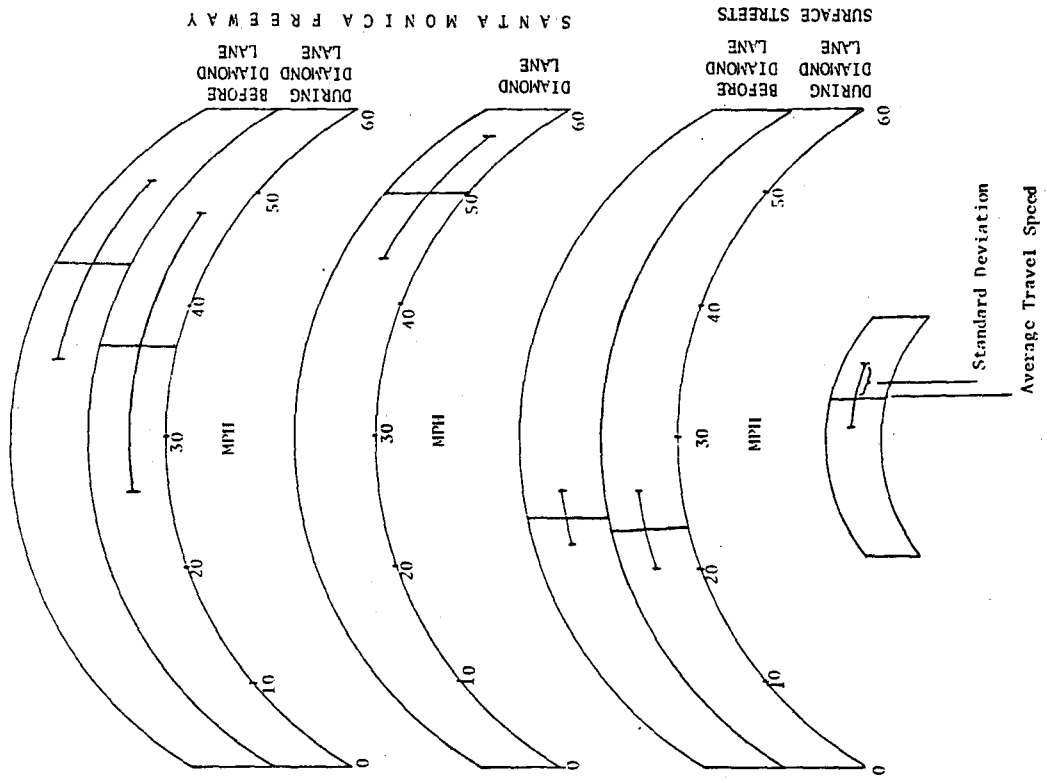 SANTA MONICA FREEWAY
BEFORE
DIAMOND
LANE
DURING
DIAMOND
LANE
0
10
20
30
40
50
60
MPH
DIAMOND
LANE
0
10
20
30
40
50
60
SURFACE STREETS
BEFORE
DIAMOND
LANE
DURING
DIAMOND
LANE
0
10
20
30
40
50
60
MPH
Standard Deviation
Average Travel Speed